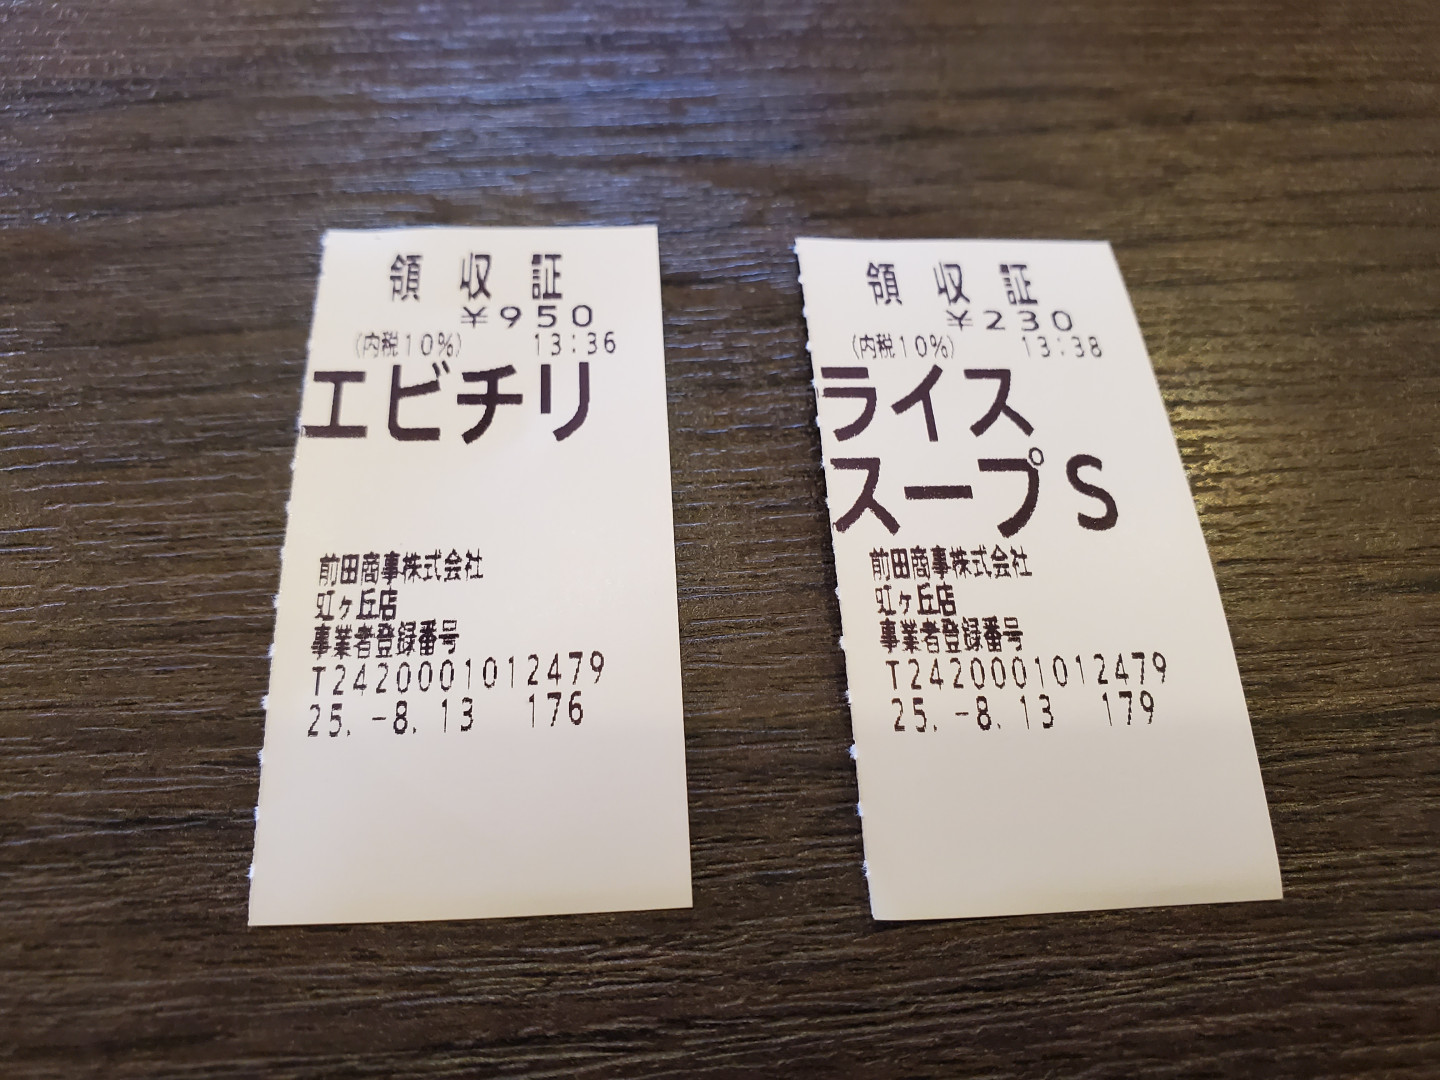 領収証
¥950
(内税10%) 13:36
エビチリ
前田商事株式会社
虹ヶ丘店
事業者登録番号
T2420001012479
25.-8.13 176
領収証
¥230
(内税10%) 13:38
ライス
スープS
前田商事株式会社
虹ヶ丘店
事業者登録番号
T2420001012479
25.-8.13 179